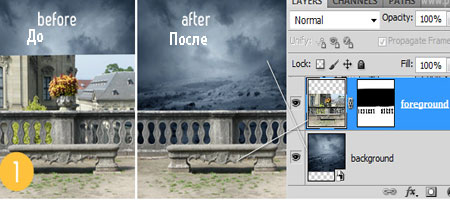 before
До
after
После
1
LAYERS CHANNELS PATHS
Normal Opacity: 100%
Unify: Propagate Frame
Lock: Fill: 100%
foreground
background
fx.